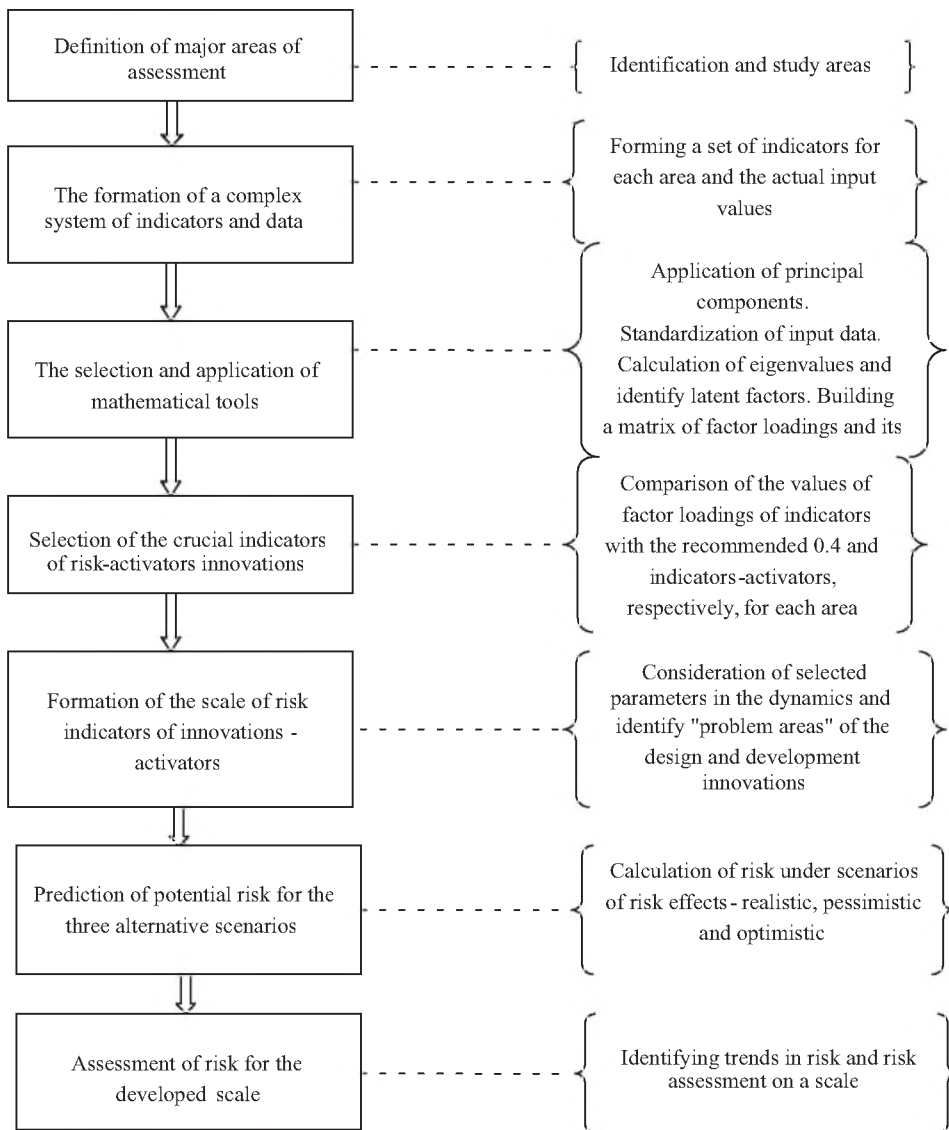 Definition of major areas of
assessment
Identification and study areas
The formation of a complex
system of indicators and data
Forming a set of indicators for
each area and the actual input
values
The selection and application of
mathematical tools
Application of principal
components.
Standardization of input data.
Calculation of eigenvalues and
identify latent factors. Building
a matrix of factor loadings and its
Selection of the crucial indicators
of risk-activators innovations
Comparison of the values of
factor loadings of indicators
with the recommended 0.4 and
indicators-activators,
respectively, for each area
Formation of the scale of risk
indicators of innovations -
activators
Consideration of selected
parameters in the dynamics and
identify "problem areas" of the
design and development
innovations
Prediction of potential risk for the
three alternative scenarios
Calculation of risk under scenarios
of risk effects - realistic, pessimistic
and optimistic
Assessment of risk for the
developed scale
Identifying trends in risk and risk
assessment on a scale